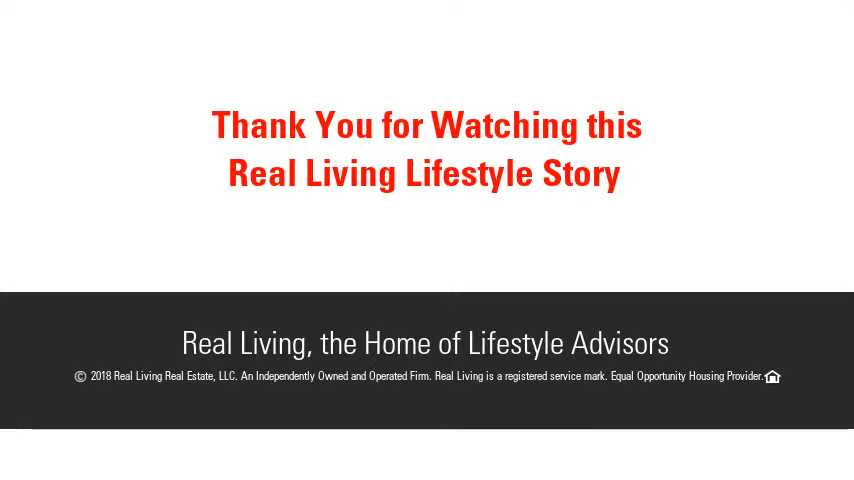 Thank You for Watching this
Real Living Lifestyle Story
Real Living, the Home of Lifestyle Advisors
© 2018 Real Living Real Estate, LLC. An Independently Owned and Operated Firm. Real Living is a registered service mark. Equal Opportunity Housing Provider.